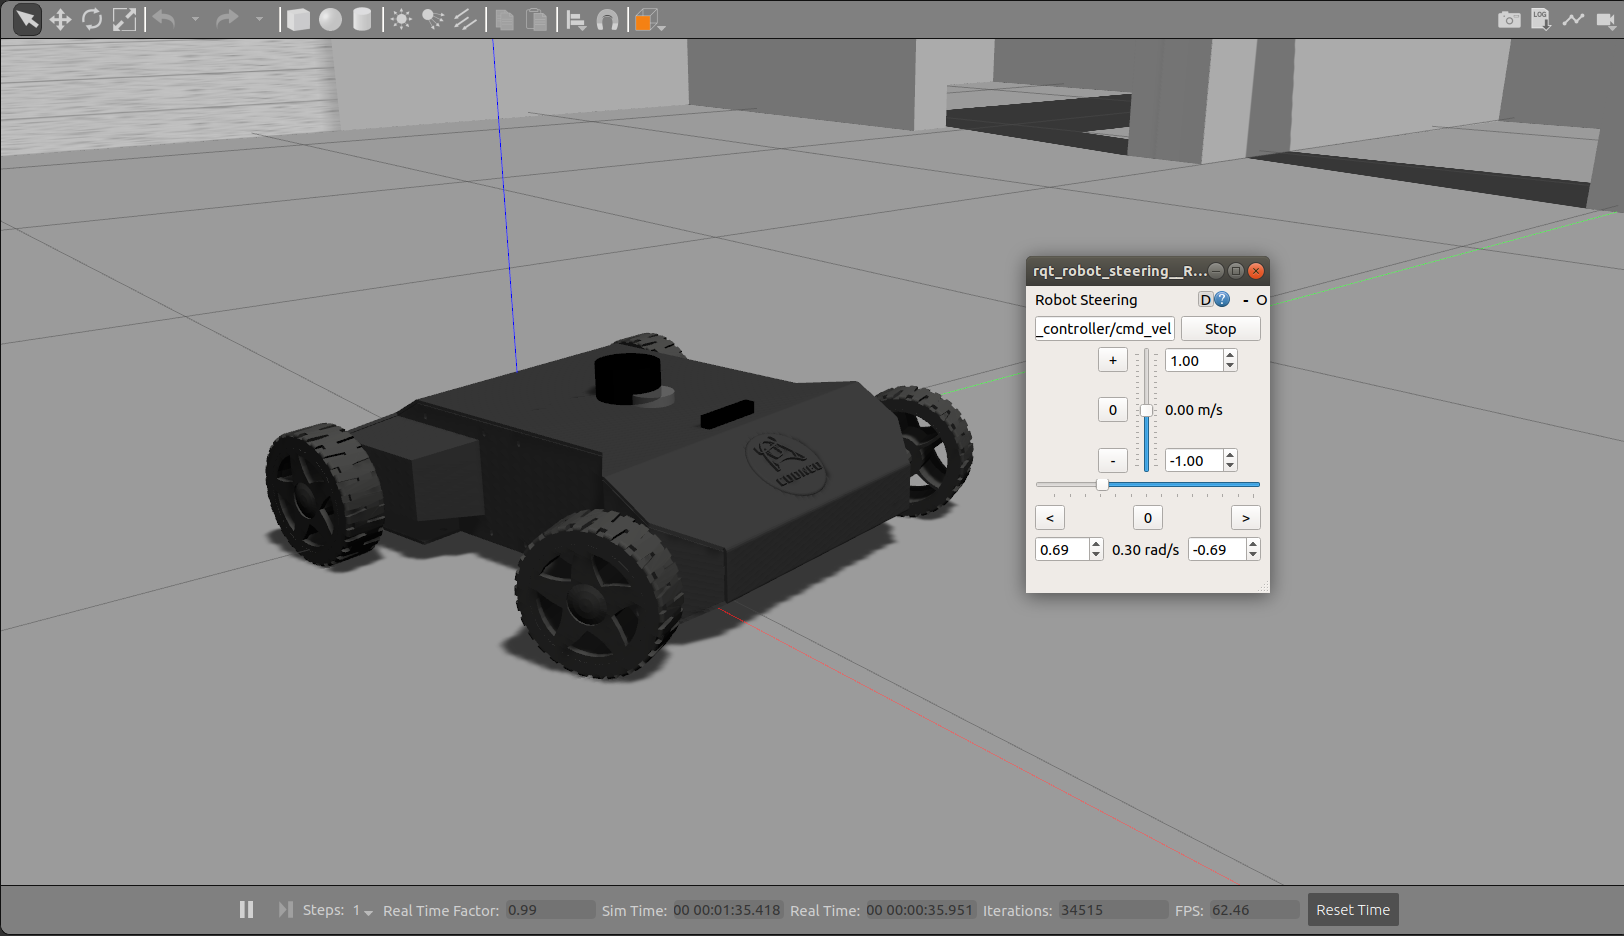 LOG
rqt_robot_steering__R...
Robot Steering
D ? - O
_controller/cmd_vel Stop
+ 1.00
0 0.00 m/s
- -1.00
< 0 >
0.69 0.30 rad/s -0.69
Steps: 1 Real Time Factor: 0.99 Sim Time: 00 00:01:35.418 Real Time: 00 00:00:35.951 Iterations: 34515 FPS: 62.46 Reset Time